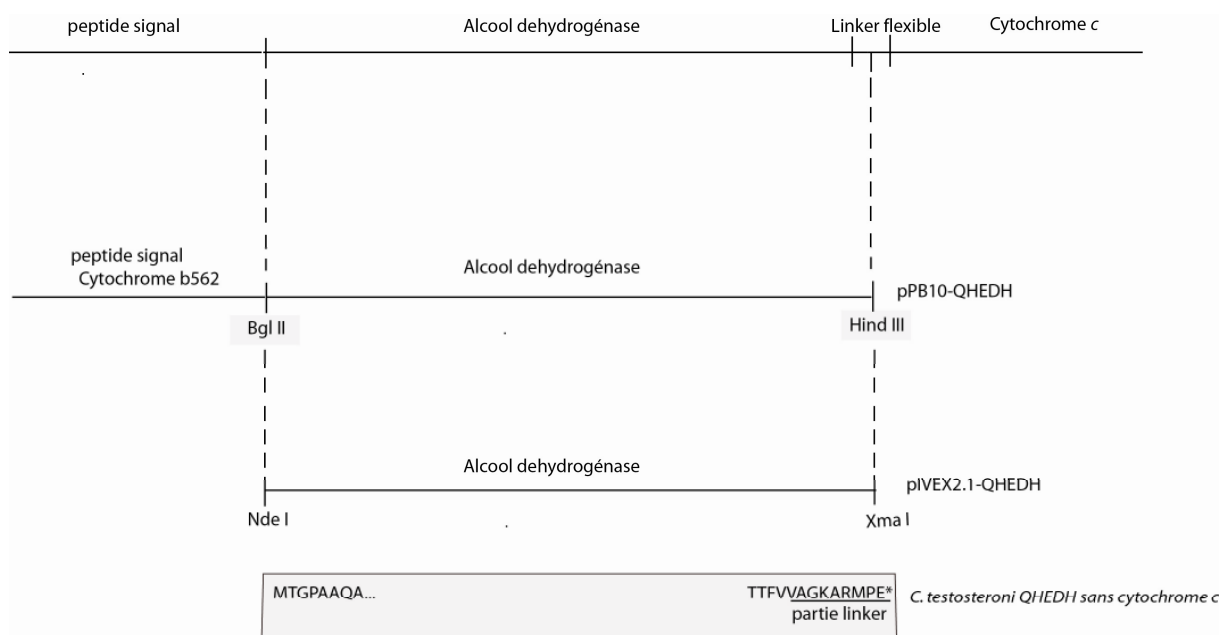 peptide signal Alcool dehydrogénase Linker flexible Cytochrome c
peptide signal
Cytochrome b562
Alcool dehydrogénase
pPB10-QHEDH
Bgl II Hind III
Alcool dehydrogénase
pIVEX2.1-QHEDH
Nde I Xma I
MTGPAAQA... TTFVVAGKARMPE* C. testosteroni QHEDH sans cytochrome c
partie linker